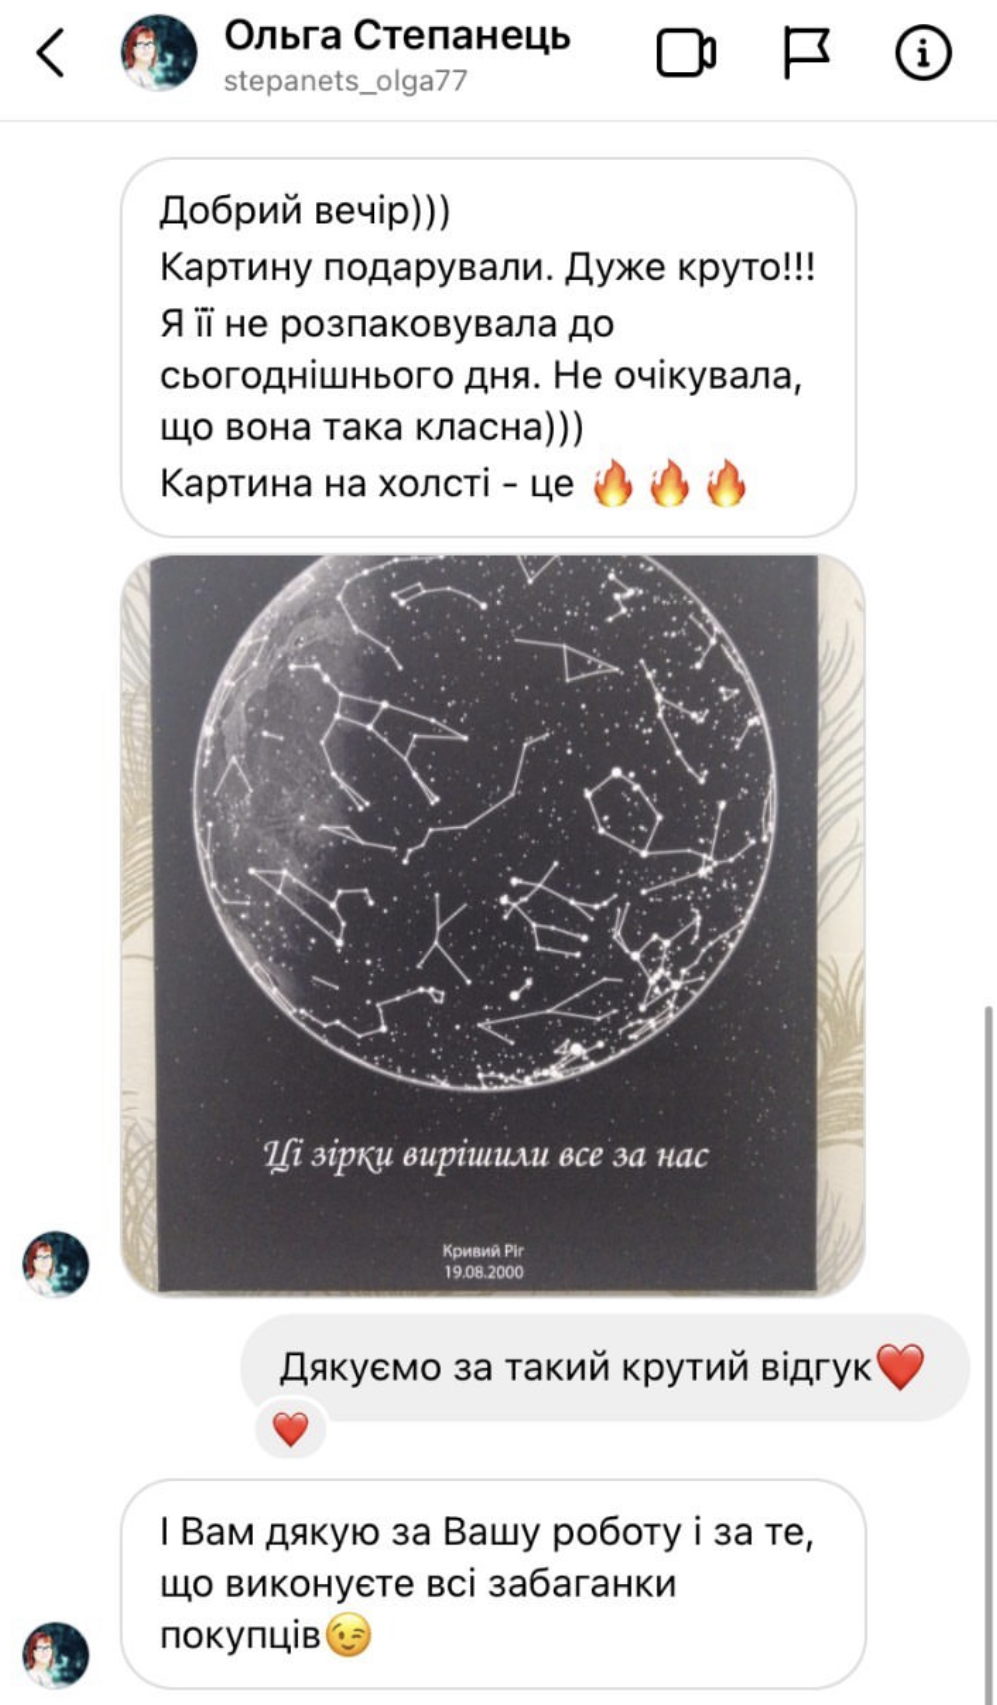 Ольга Степанець
stepanets_olga77
Добрий вечір)))
Картину подарували. Дуже круто!!!
Я її не розпаковувала до
сьогоднішнього дня. Не очікувала,
що вона така класна)))
Картина на холсті - це 🔥🔥🔥
Ці зірки вирішили все за нас
Кривий Ріг
19.08.2000
Дякуємо за такий крутий відгук❤️
❤️
І Вам дякую за Вашу роботу і за те,
що виконуєте всі забаганки
покупців😉